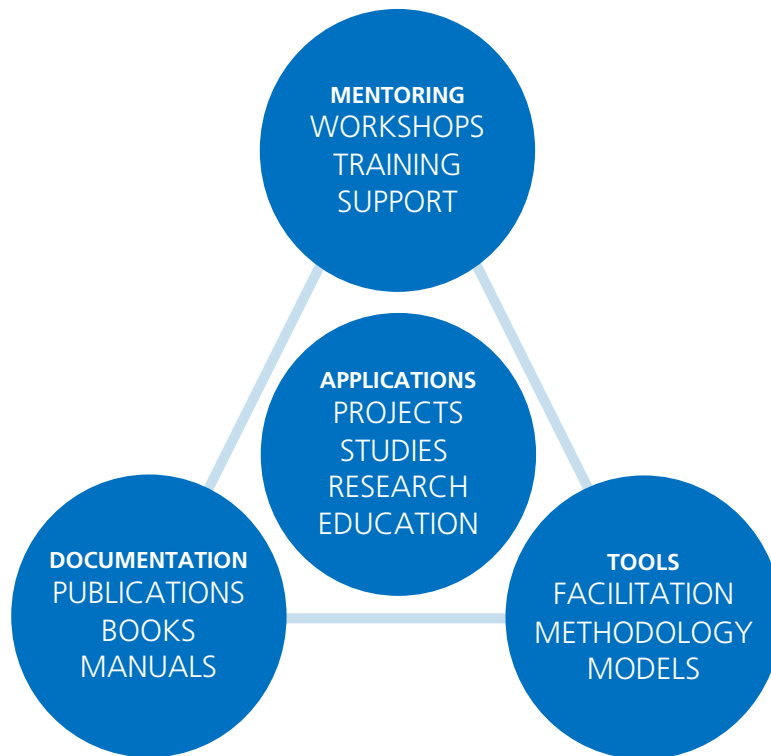 MENTORING
WORKSHOPS
TRAINING
SUPPORT
APPLICATIONS
PROJECTS
STUDIES
RESEARCH
EDUCATION
DOCUMENTATION
PUBLICATIONS
BOOKS
MANUALS
TOOLS
FACILITATION
METHODOLOGY
MODELS